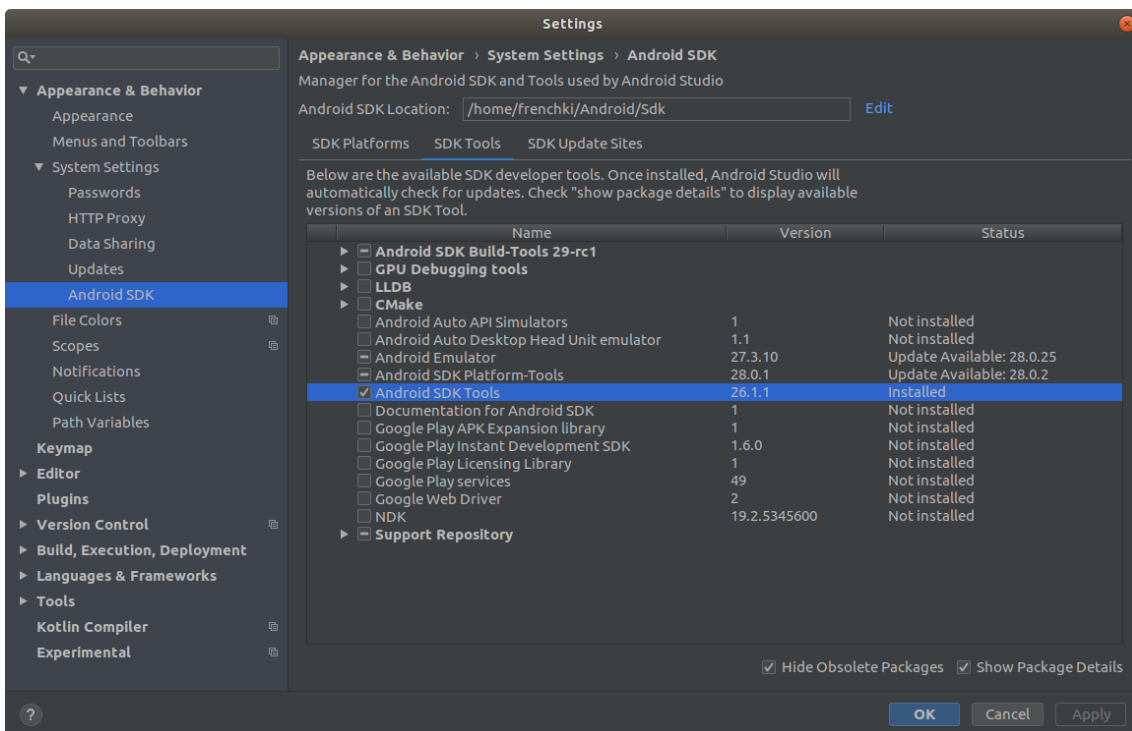 Settings
Appearance & Behavior
Appearance
Menus and Toolbars
System Settings
Passwords
HTTP Proxy
Data Sharing
Updates
Android SDK
File Colors
Scopes
Notifications
Quick Lists
Path Variables
Keymap
Editor
Plugins
Version Control
Build, Execution, Deployment
Languages & Frameworks
Tools
Kotlin Compiler
Experimental
Appearance & Behavior › System Settings › Android SDK
Manager for the Android SDK and Tools used by Android Studio
Android SDK Location: /home/frenchki/Android/Sdk Edit
SDK Platforms SDK Tools SDK Update Sites
Below are the available SDK developer tools. Once installed, Android Studio will
automatically check for updates. Check "show package details" to display available
versions of an SDK Tool.
Name Version Status
Android SDK Build-Tools 29-rc1
GPU Debugging tools
LLDB
CMake
Android Auto API Simulators 1 Not installed
Android Auto Desktop Head Unit emulator 1.1 Not installed
Android Emulator 27.3.10 Update Available: 28.0.25
Android SDK Platform-Tools 28.0.1 Update Available: 28.0.2
Android SDK Tools 26.1.1 Installed
Documentation for Android SDK 1 Not installed
Google Play APK Expansion library 1 Not installed
Google Play Instant Development SDK 1.6.0 Not installed
Google Play Licensing Library 1 Not installed
Google Play services 49 Not installed
Google Web Driver 2 Not installed
NDK 19.2.5345600 Not installed
Support Repository
Hide Obsolete Packages Show Package Details
? OK Cancel Apply